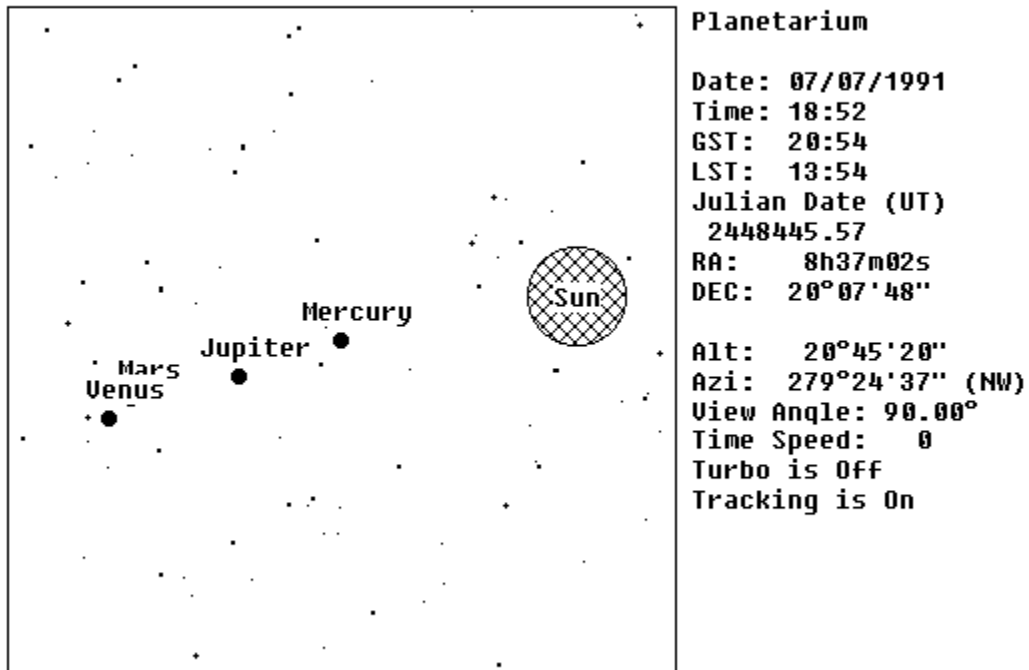 Planetarium
Date: 07/07/1991
Time: 18:52
GST: 20:54
LST: 13:54
Julian Date (UT)
2448445.57
RA: 8h37m02s
DEC: 20°07'48"
Alt: 20°45'20"
Azi: 279°24'37" (NW)
View Angle: 90.00°
Time Speed: 0
Turbo is Off
Tracking is On
Sun
Mercury
Jupiter
Mars
Venus